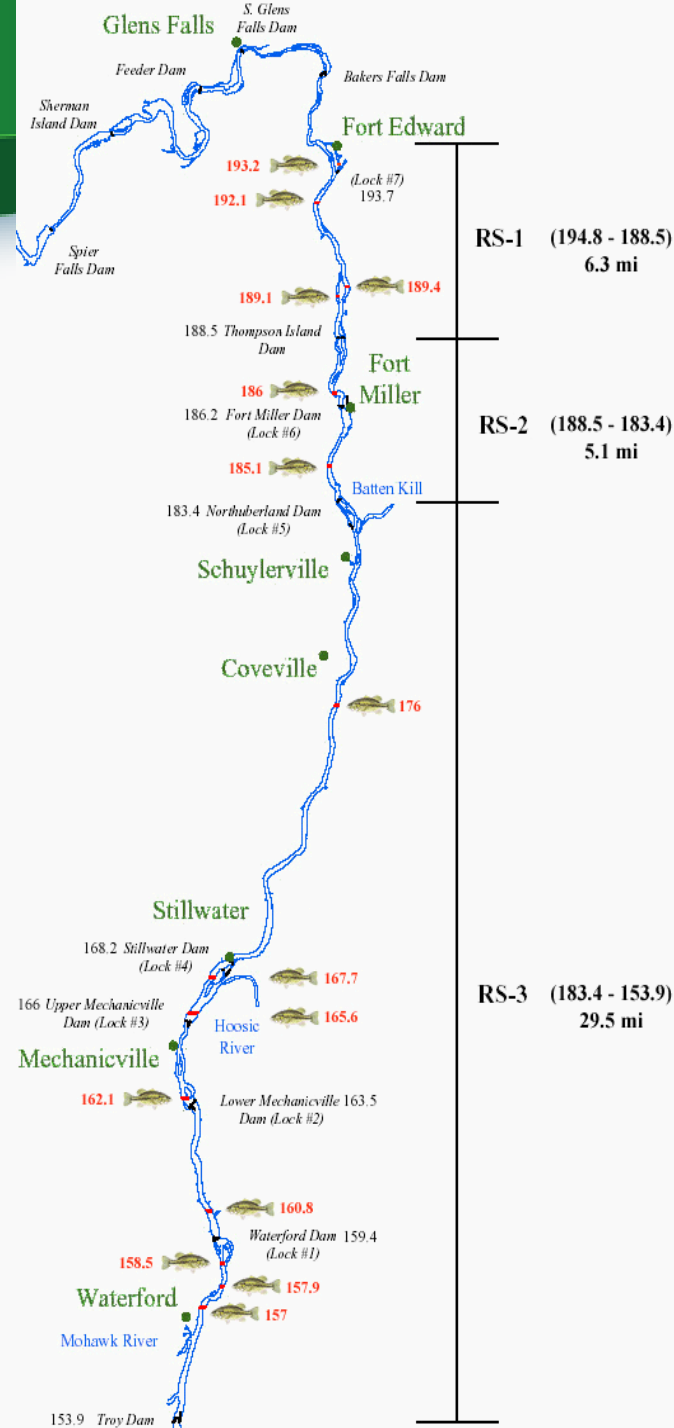 S. Glens
Falls Dam
Glens Falls
Feeder Dam
Bakers Falls Dam
Sherman
Island Dam
Fort Edward
193.2
(Lock #7)
193.7
192.1
Spier
Falls Dam
RS-1 (194.8 - 188.5)
6.3 mi
189.4
189.1
188.5 Thompson Island
Dam
Fort
Miller
186
186.2 Fort Miller Dam
(Lock #6)
RS-2 (188.5 - 183.4)
5.1 mi
185.1
Batten Kill
183.4 Northuberland Dam
(Lock #5)
Schuylerville
Coveville
176
Stillwater
168.2 Stillwater Dam
(Lock #4)
167.7
RS-3 (183.4 - 153.9)
29.5 mi
166 Upper Mechanicville
Dam (Lock #3)
165.6
Hoosic
River
Mechanicville
162.1
Lower Mechanicville 163.5
Dam (Lock #2)
160.8
Waterford Dam 159.4
(Lock #1)
158.5
157.9
Waterford
157
Mohawk River
153.9 Troy Dam